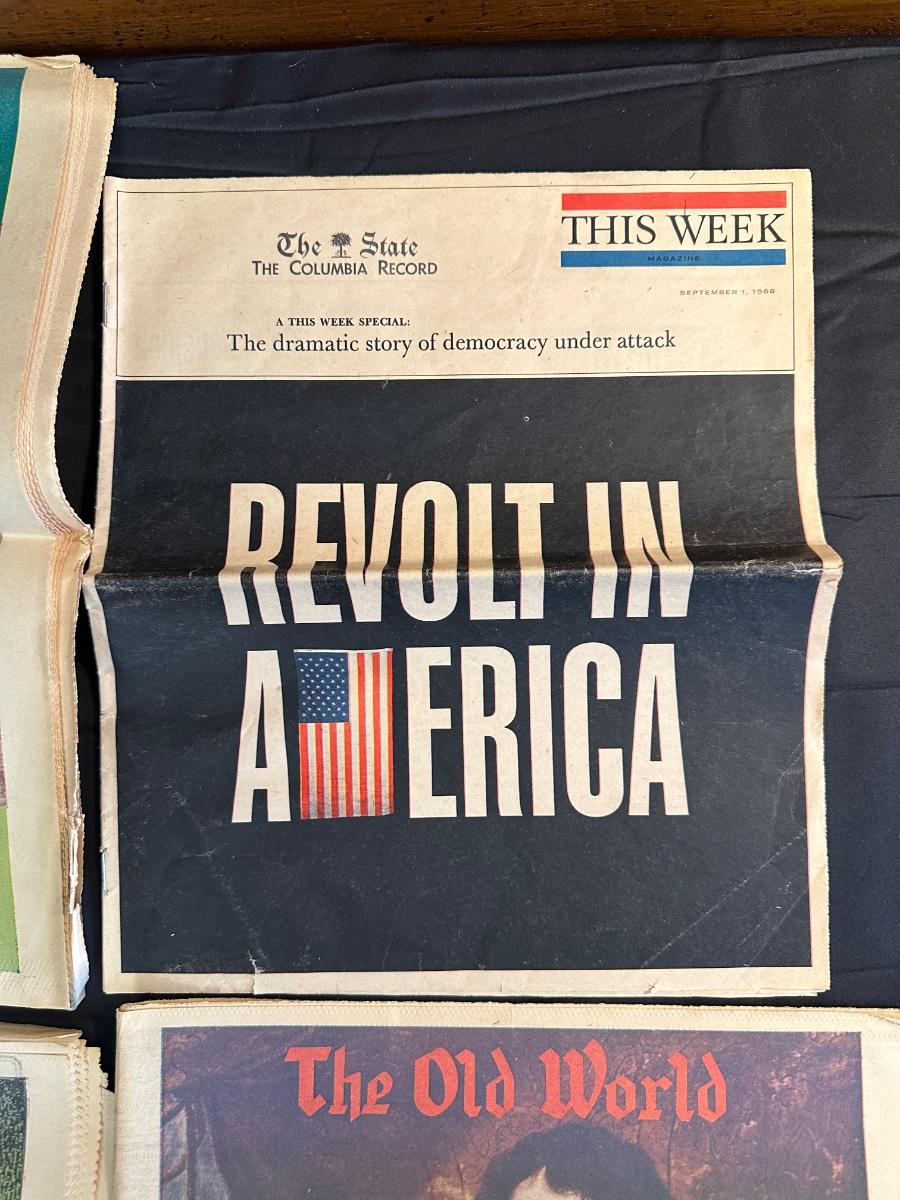 The State
THE COLUMBIA RECORD
THIS WEEK
MAGAZINE
SEPTEMBER 1, 1968
A THIS WEEK SPECIAL:
The dramatic story of democracy under attack
REVOLT IN
A ERICA
The Old World